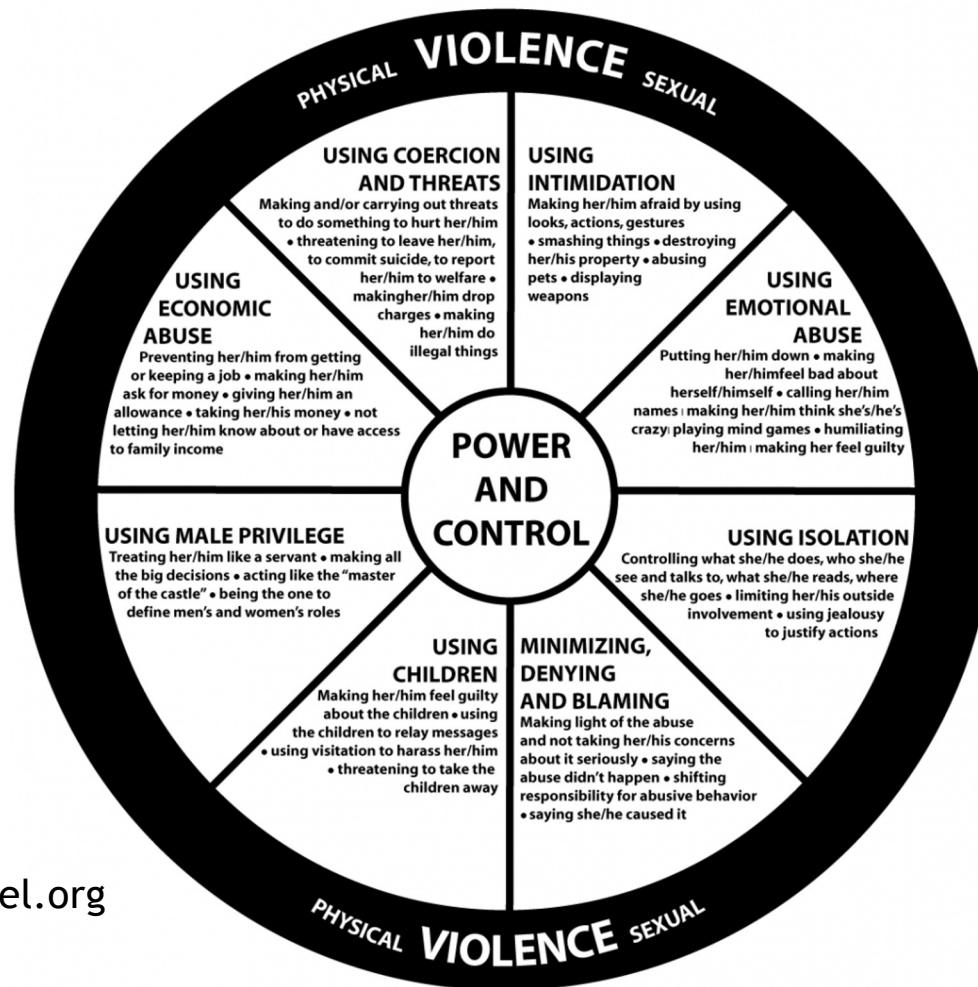 PHYSICAL VIOLENCE SEXUAL
USING COERCION
AND THREATS
Making and/or carrying out threats
to do something to hurt her/him
• threatening to leave her/him,
to commit suicide, to report
her/him to welfare •
makingher/him drop
charges • making
her/him do
illegal things
USING
INTIMIDATION
Making her/him afraid by using
looks, actions, gestures
• smashing things • destroying
her/his property • abusing
pets • displaying
weapons
USING
EMOTIONAL
ABUSE
Putting her/him down • making
her/himfeel bad about
herself/himself • calling her/him
names | making her/him think she's/he's
crazy| playing mind games • humiliating
her/him | making her feel guilty
USING ISOLATION
Controlling what she/he does, who she/he
see and talks to, what she/he reads, where
she/he goes • limiting her/his outside
involvement • using jealousy
to justify actions
MINIMIZING,
DENYING
AND BLAMING
Making light of the abuse
and not taking her/his concerns
about it seriously • saying the
abuse didn't happen • shifting
responsibility for abusive behavior
• saying she/he caused it
USING
CHILDREN
Making her/him feel guilty
about the children • using
the children to relay messages
• using visitation to harass her/him
• threatening to take the
children away
USING MALE PRIVILEGE
Treating her/him like a servant • making all
the big decisions • acting like the "master
of the castle" • being the one to
define men's and women's roles
USING
ECONOMIC
ABUSE
Preventing her/him from getting
or keeping a job • making her/him
ask for money • giving her/him an
allowance • taking her/his money • not
letting her/him know about or have access
to family income
POWER
AND
CONTROL
el.org
PHYSICAL VIOLENCE SEXUAL